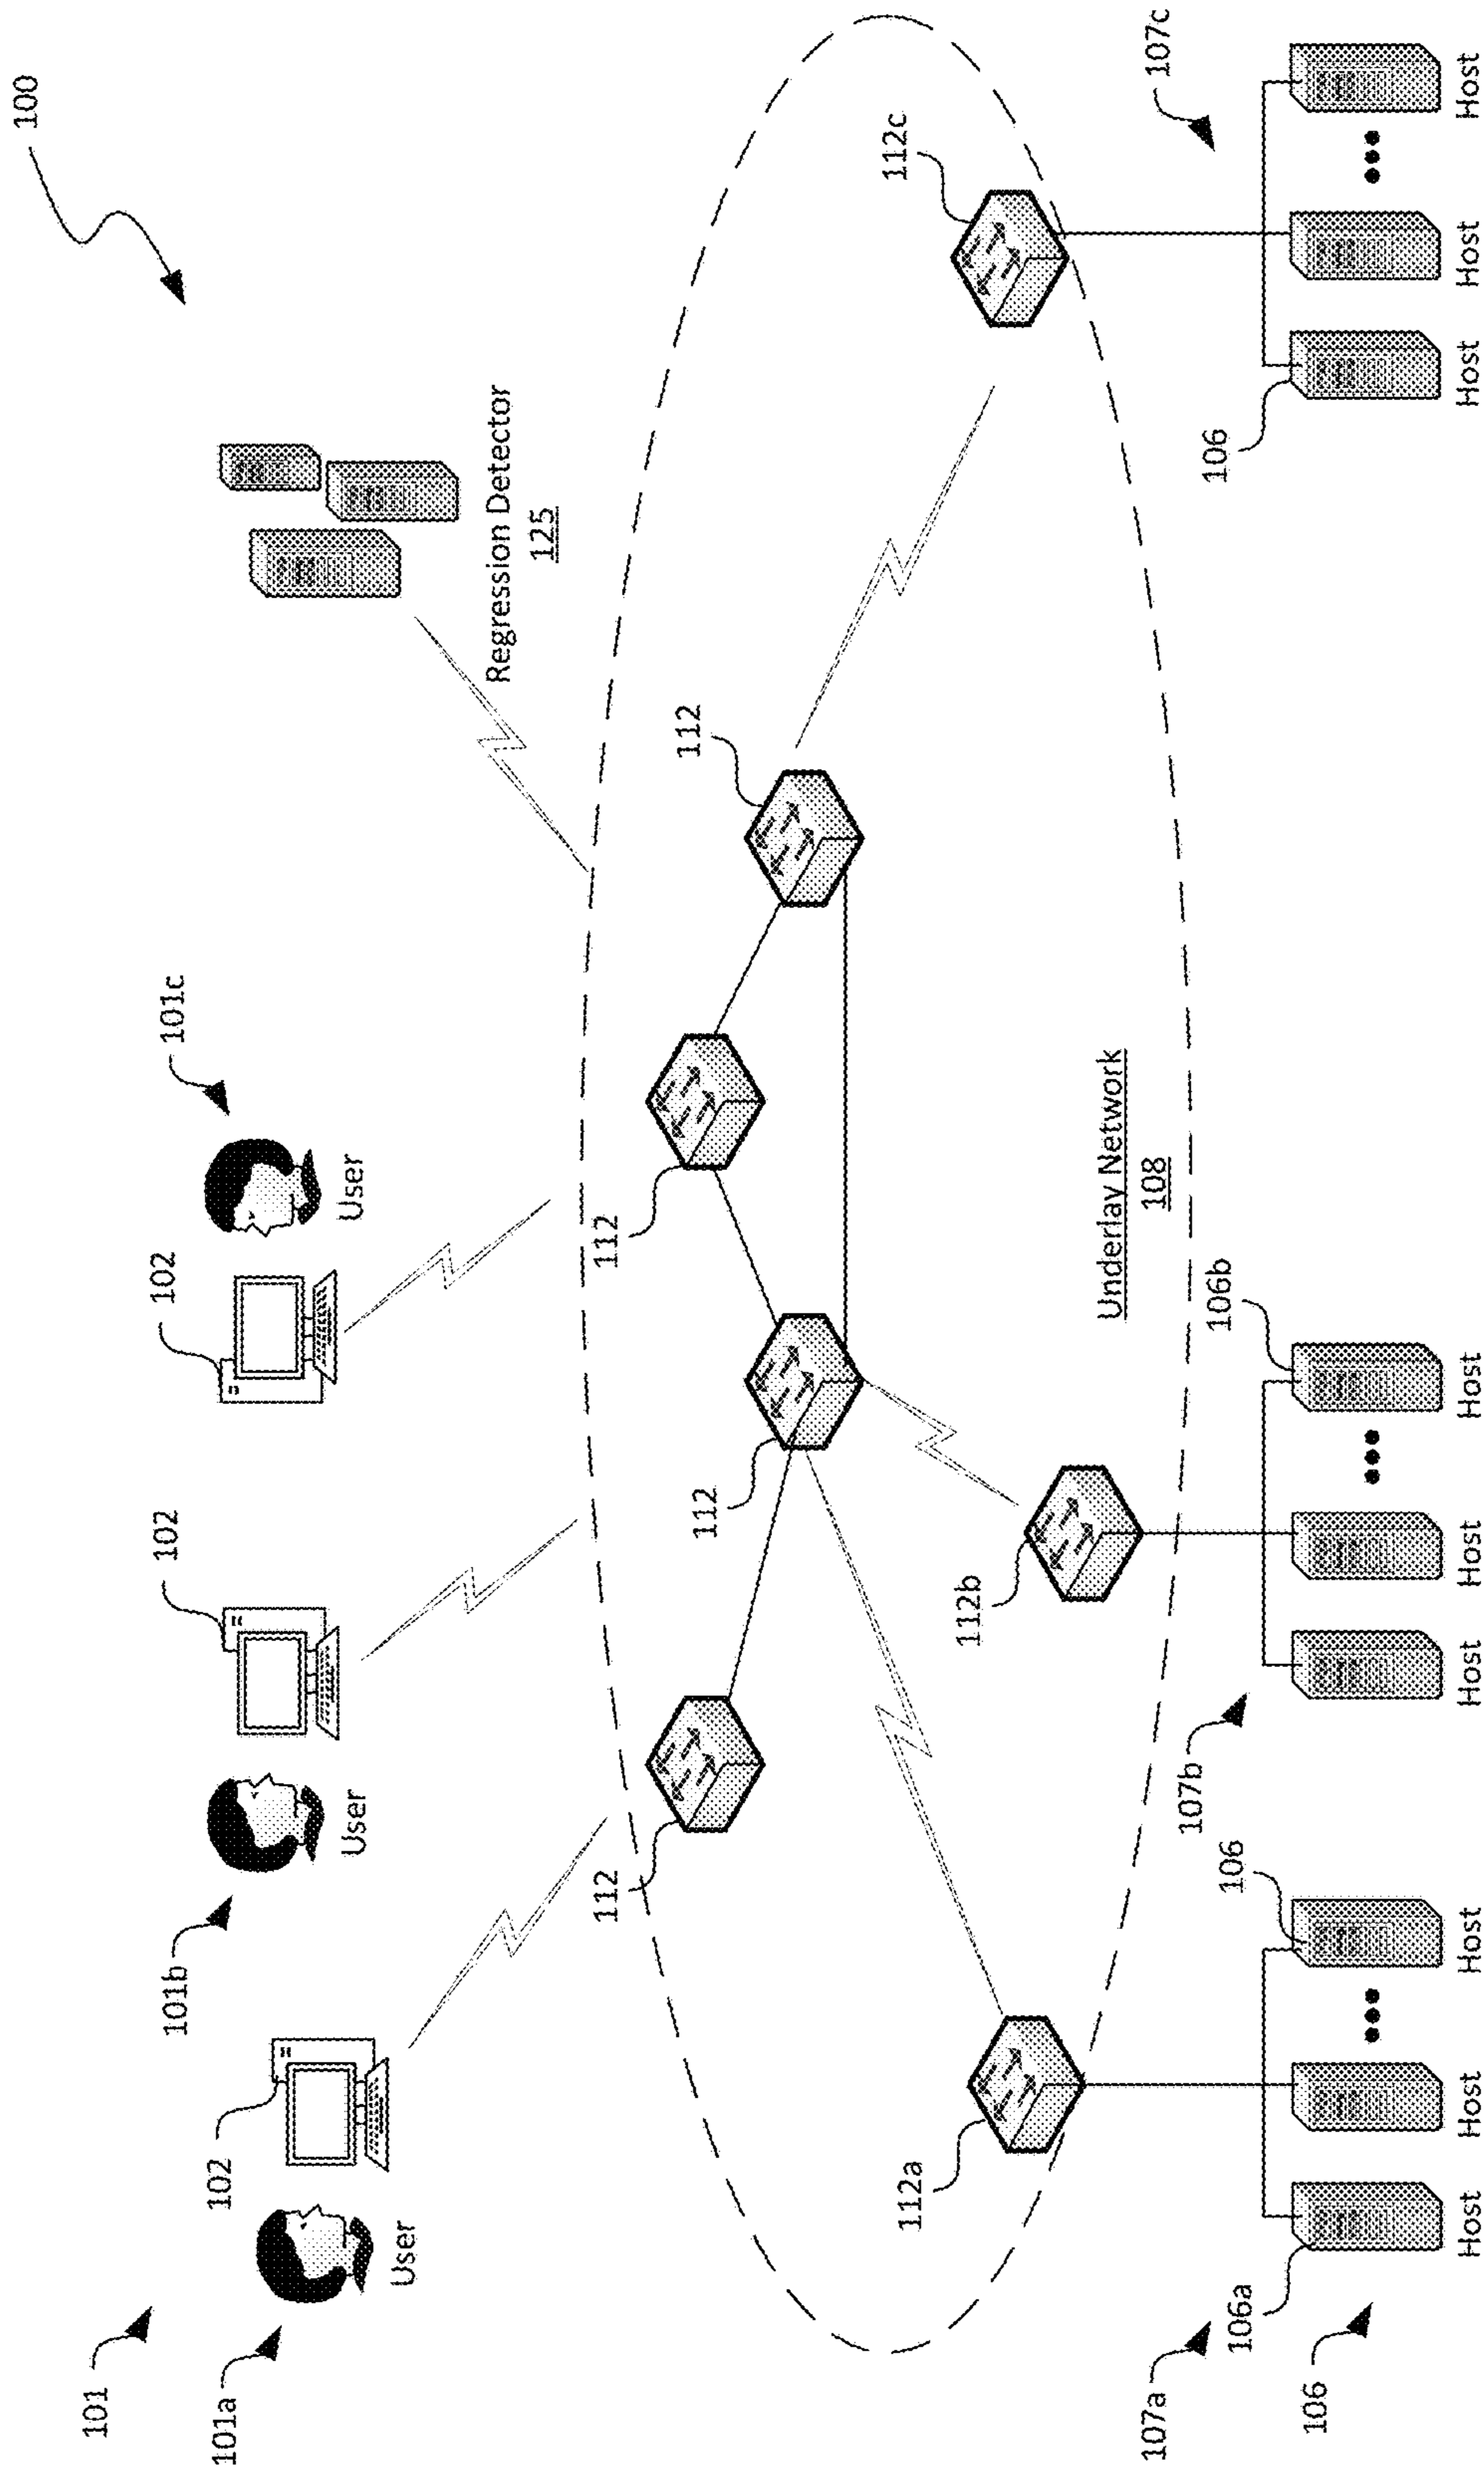 100
101
101b
102
102
101c
101a
102
User
User
User
Regression Detector
125
112
112
112
112
112a
112b
112c
Underlay Network
108
107a
107b
107c
106a
106
106b
106
106
Host Host Host Host Host Host Host Host Host